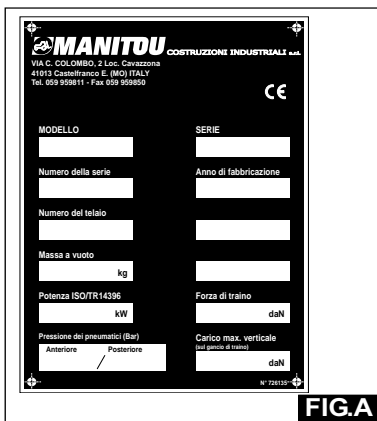 MANITOU COSTRUZIONI INDUSTRIALI s.r.l.
VIA C. COLOMBO, 2 Loc. Cavazzona
41013 Castelfranco E. (MO) ITALY
Tel. 059 959811 - Fax 059 959850
CE
MODELLO SERIE
Numero della serie Anno di fabbricazione
Numero del telaio
Massa a vuoto
kg
Potenza ISO/TR14396 Forza di traino
kW daN
Pressione dei pneumatici (Bar) Carico max. verticale
(sul gancio di traino)
Anteriore / Posteriore
daN
N° 726135
FIG.A